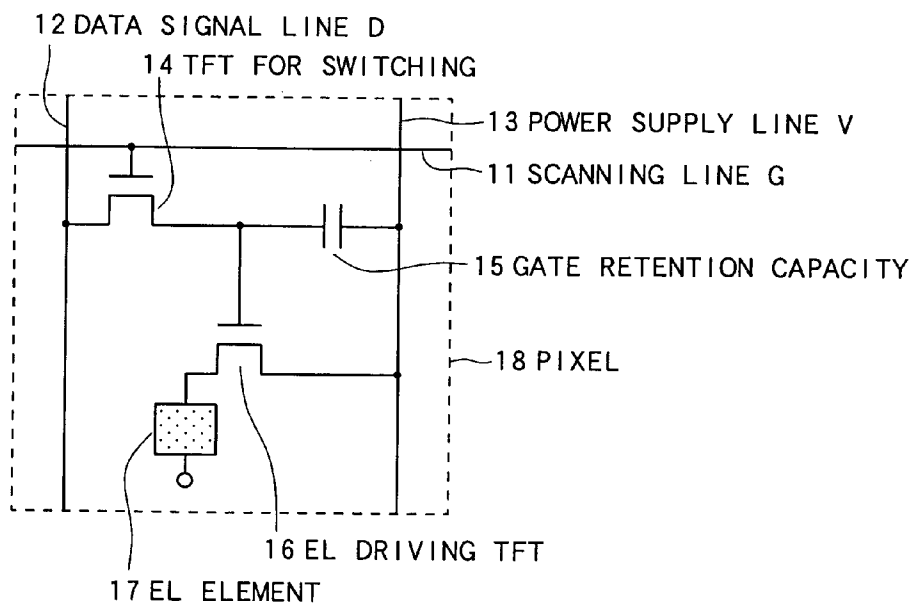 12 DATA SIGNAL LINE D
14 TFT FOR SWITCHING
13 POWER SUPPLY LINE V
11 SCANNING LINE G
15 GATE RETENTION CAPACITY
18 PIXEL
16 EL DRIVING TFT
17 EL ELEMENT